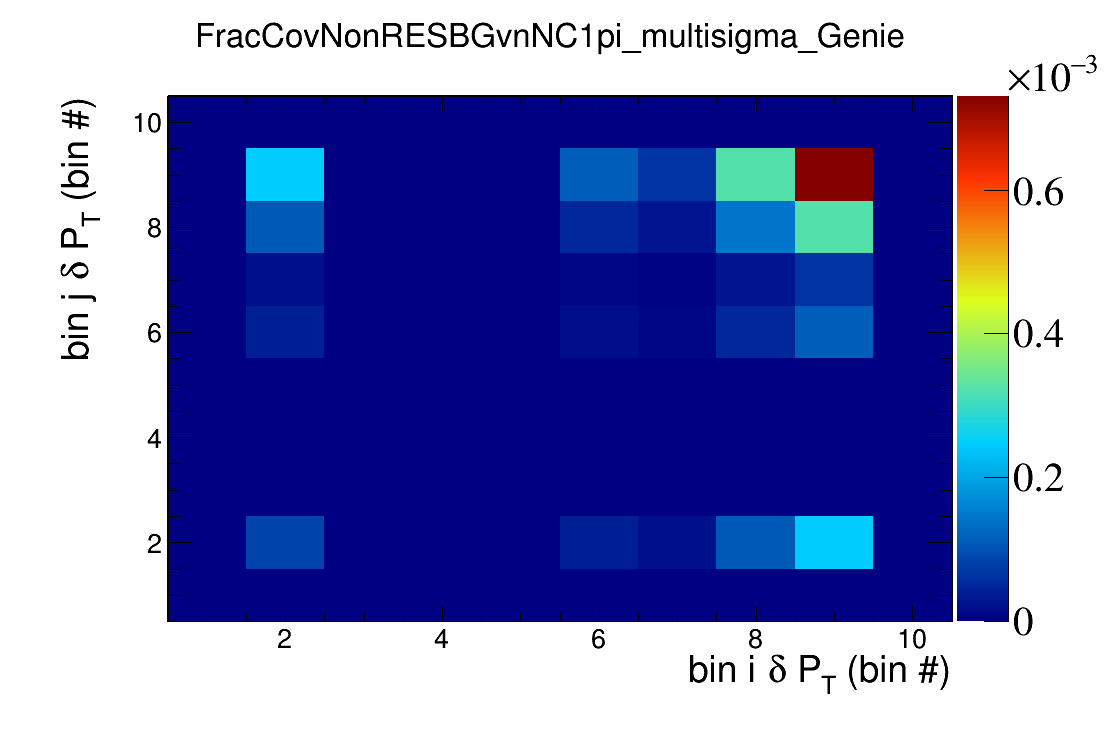 FracCovNonRESBGvnNC1pi_multisigma_Genie
×10⁻³
bin j δ P_T (bin #)
10
8
6
4
2
0.6
0.4
0.2
0
2 4 6 8 10
bin i δ P_T (bin #)